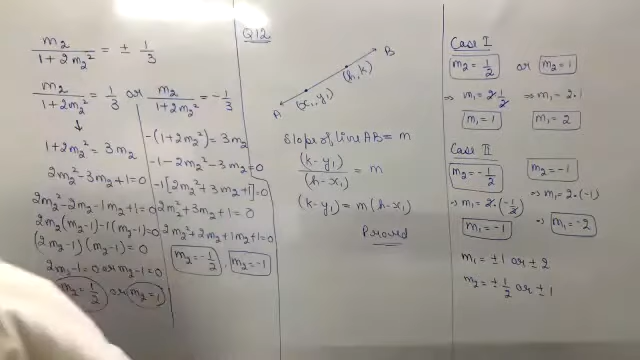 m₂/(1+2m₂²) = ± 1/3
m₂/(1+2m₂²) = 1/3 or m₂/(1+2m₂²) = -1/3
1+2m₂² = 3m₂
2m₂²-3m₂+1=0
2m₂²-2m₂-1m₂+1=0
2m₂(m₂-1)-1(m₂-1)=0
(2m₂-1)(m₂-1)=0
2m₂-1=0 or m₂-1=0
m₂=1/2 or m₂=1
-(1+2m₂²)=3m₂
-1-2m₂²-3m₂=0
-1[2m₂²+3m₂+1]=0
2m₂²+3m₂+1=0
2m₂²+2m₂+1m₂+1=0
m₂=-1/2, m₂=-1
Q.12
B
(h,k)
(x₁,y₁)
A
Slope of line AB = m
(k-y₁)/(h-x₁) = m
(k-y₁) = m(h-x₁)
Proved
Case I
m₂=1/2 or m₂=1
⇒ m₁=2·1/2 ⇒ m₁=2·1
m₁=1 m₁=2
Case II
m₂=-1/2 m₂=-1
⇒ m₁=2·(-1/2) ⇒ m₁=2·(-1)
m₁=-1 ⇒ m₁=-2
m₁ = ±1 or ±2
m₂ = ±1/2 or ±1